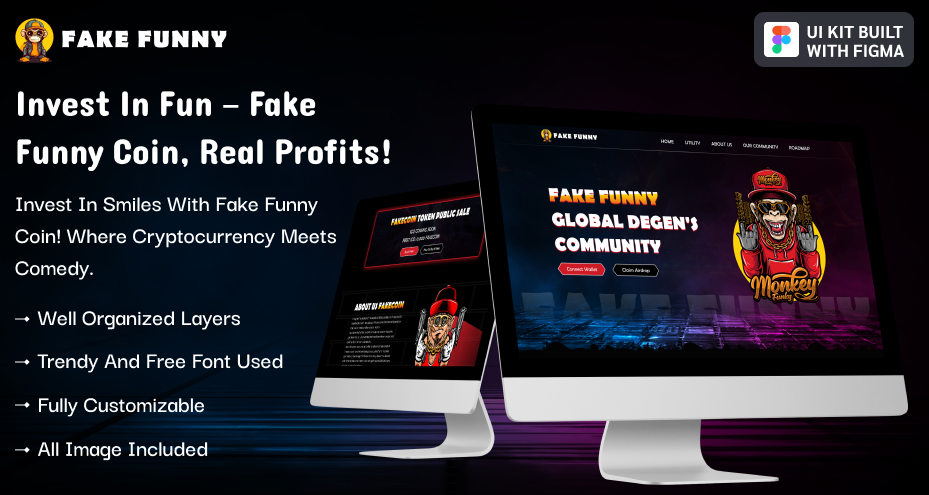 FAKE FUNNY
UI KIT BUILT
WITH FIGMA
Invest In Fun – Fake
Funny Coin, Real Profits!
Invest In Smiles With Fake Funny
Coin! Where Cryptocurrency Meets
Comedy.
→ Well Organized Layers
→ Trendy And Free Font Used
→ Fully Customizable
→ All Image Included
FAKECOIN TOKEN PUBLIC SALE
ABOUT US FAKECOIN
FAKE FUNNY
HOME UTILITY ABOUT US OUR COMMUNITY ROADMAP
FAKE FUNNY
GLOBAL DEGEN'S
COMMUNITY
Connect Wallet Claim Airdrop
Monkey
Monkey
Funky
FAKE FUNNY